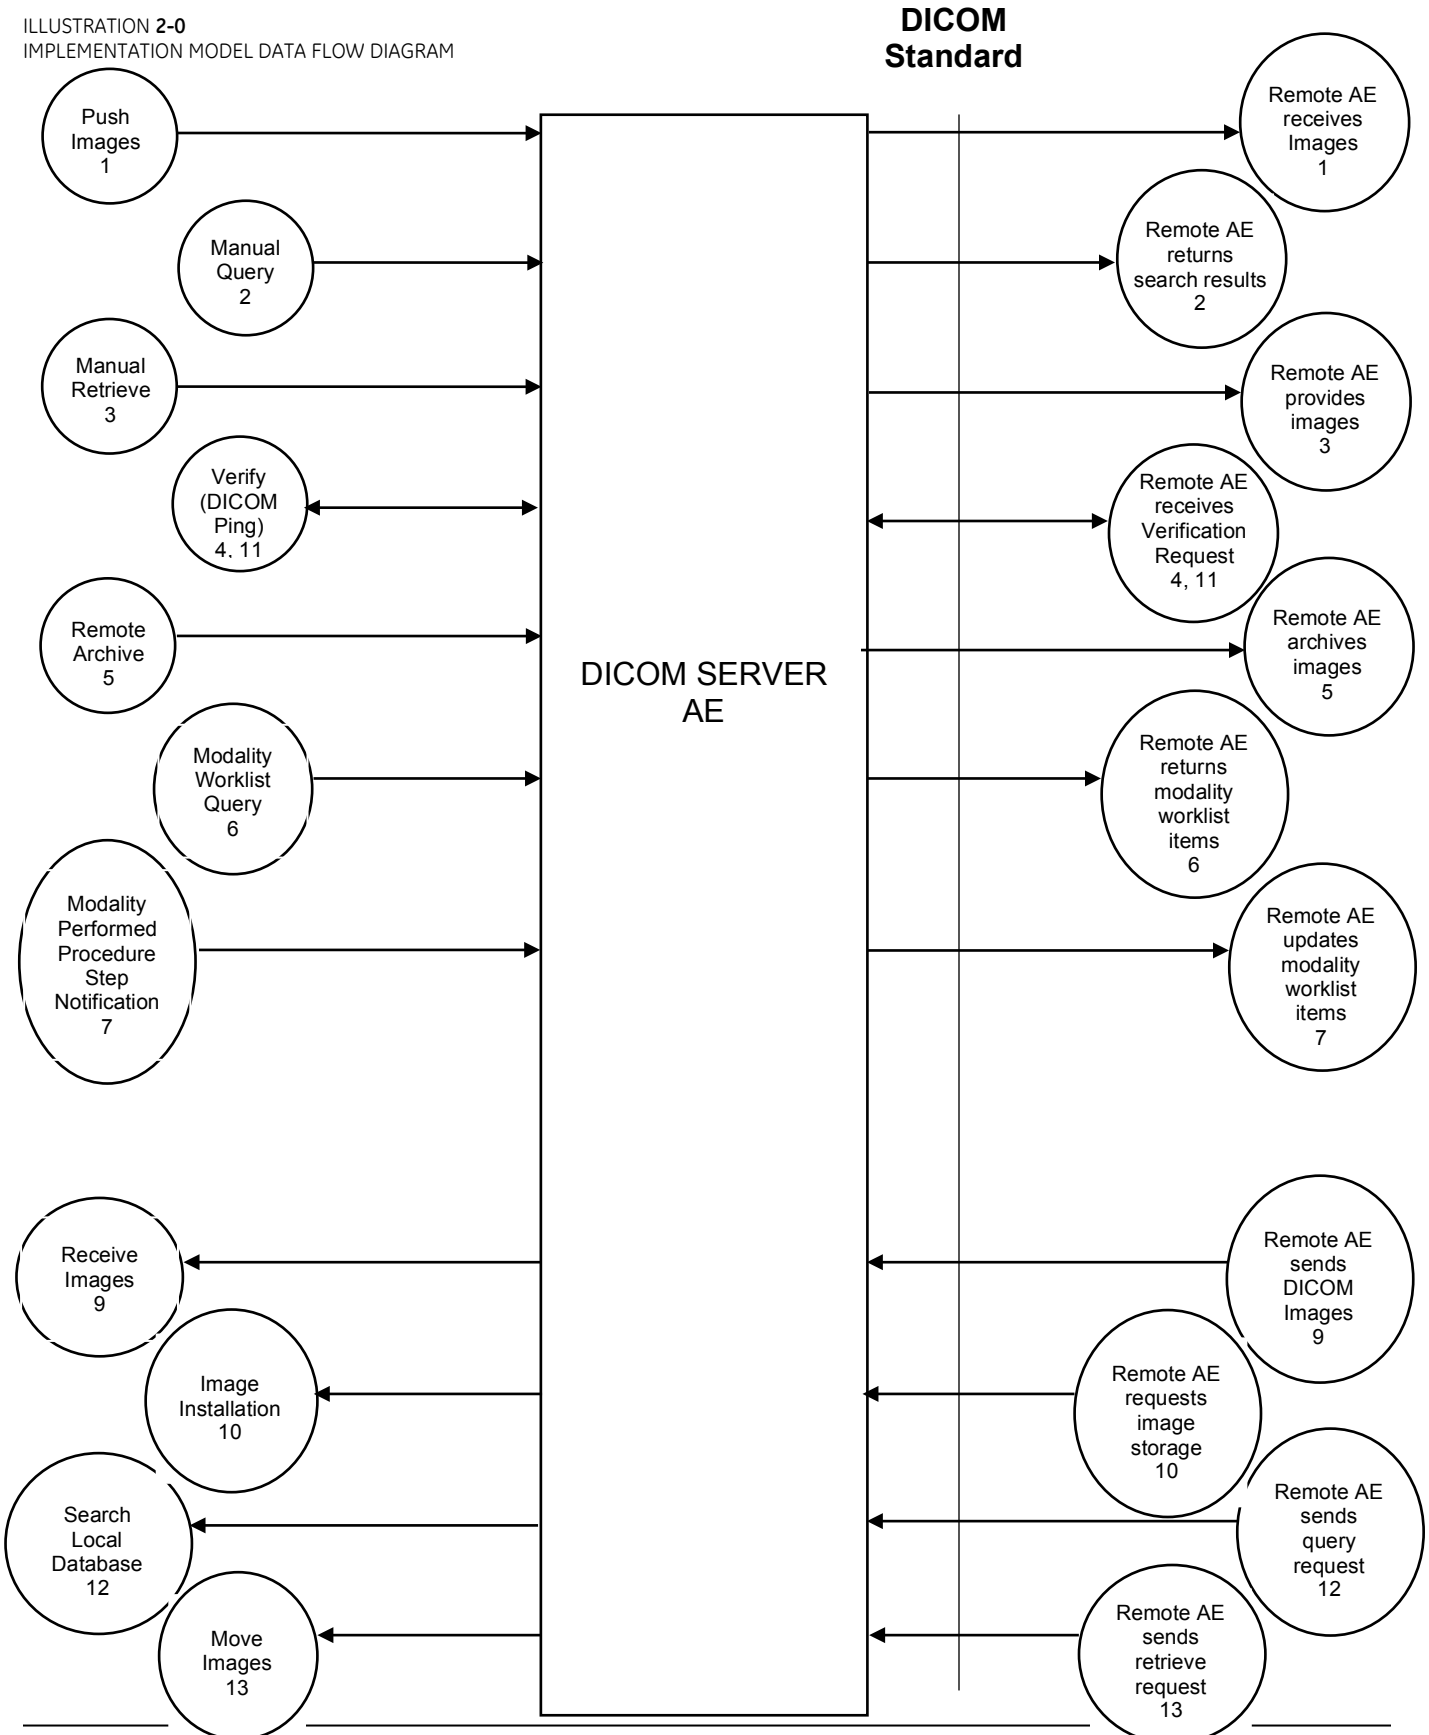 ILLUSTRATION 2-0
IMPLEMENTATION MODEL DATA FLOW DIAGRAM
DICOM
Standard
Push
Images
1
Remote AE
receives
Images
1
Manual
Query
2
Remote AE
returns
search results
2
Manual
Retrieve
3
Remote AE
provides
images
3
Verify
(DICOM
Ping)
4, 11
Remote AE
receives
Verification
Request
4, 11
Remote
Archive
5
Remote AE
archives
images
5
DICOM SERVER
AE
Modality
Worklist
Query
6
Remote AE
returns
modality
worklist
items
6
Modality
Performed
Procedure
Step
Notification
7
Remote AE
updates
modality
worklist
items
7
Receive
Images
9
Remote AE
sends
DICOM
Images
9
Image
Installation
10
Remote AE
requests
image
storage
10
Search
Local
Database
12
Remote AE
sends
query
request
12
Move
Images
13
Remote AE
sends
retrieve
request
13